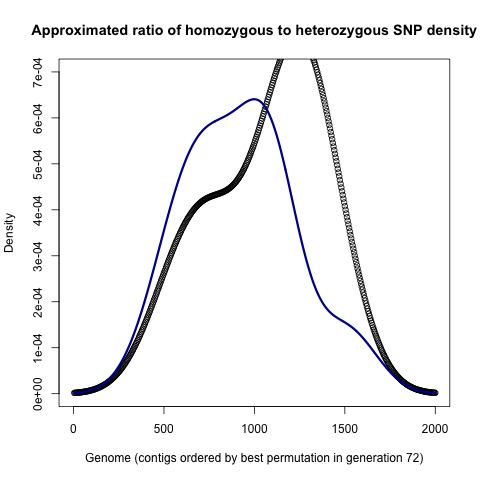 Approximated ratio of homozygous to heterozygous SNP density
7e-04
6e-04
5e-04
4e-04
3e-04
2e-04
1e-04
0e+00
Density
0 500 1000 1500 2000
Genome (contigs ordered by best permutation in generation 72)